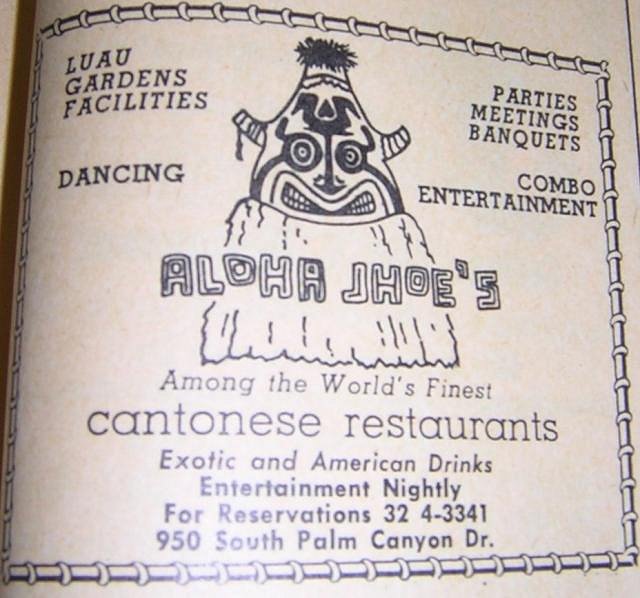 LUAU
GARDENS
FACILITIES
DANCING
PARTIES
MEETINGS
BANQUETS
COMBO
ENTERTAINMENT
ALOHA JHOE'S
Among the World's Finest
cantonese restaurants
Exotic and American Drinks
Entertainment Nightly
For Reservations 32 4-3341
950 South Palm Canyon Dr.